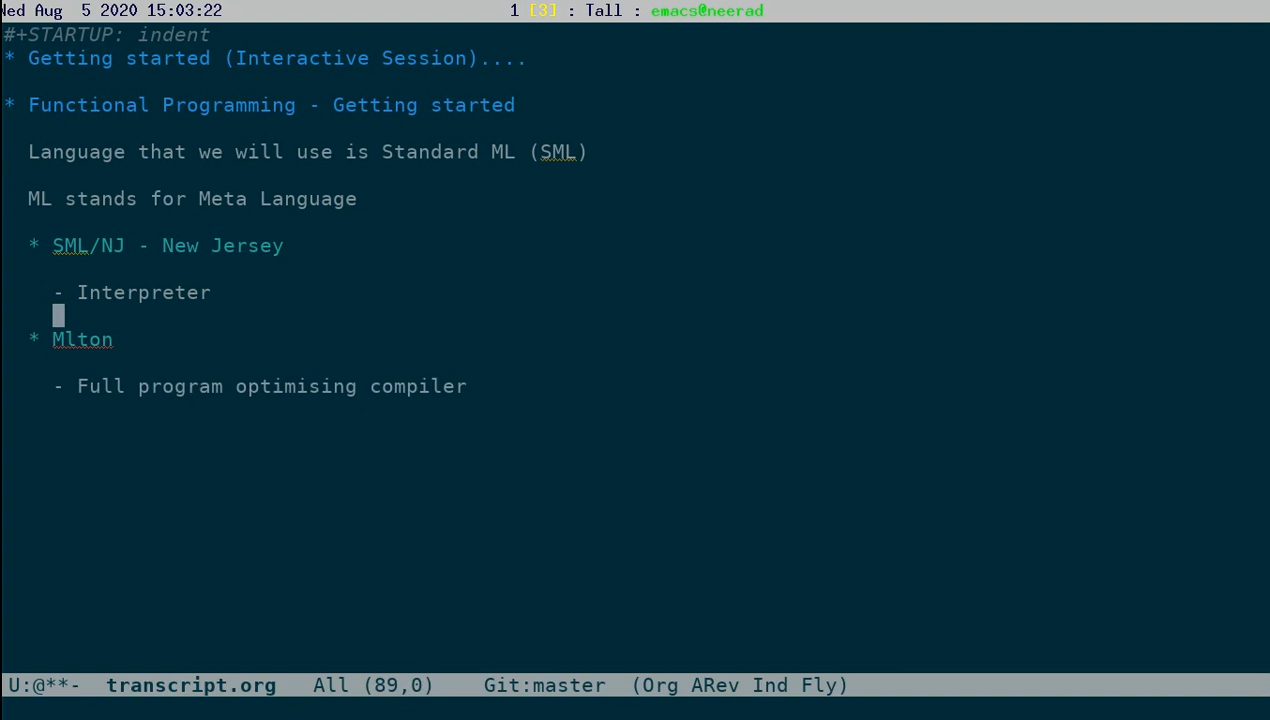 Wed Aug  5 2020 15:03:22 1 [3] : Tall : emacs@neerad
#+STARTUP: indent
* Getting started (Interactive Session)....
* Functional Programming - Getting started
Language that we will use is Standard ML (SML)
ML stands for Meta Language
* SML/NJ - New Jersey
- Interpreter
* Mlton
- Full program optimising compiler
U:@**-  transcript.org   All (89,0)    Git:master  (Org ARev Ind Fly)